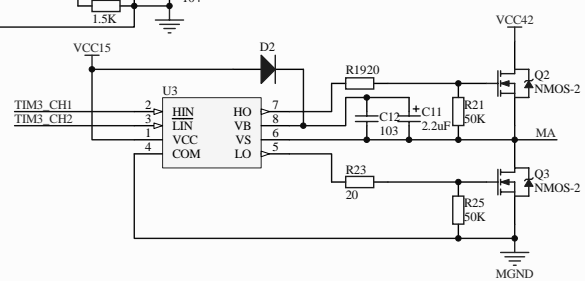 1.5K
VCC15
VCC42
D2
U3
R1920
Q2
NMOS-2
TIM3_CH1
2
HIN
HO
7
TIM3_CH2
3
LIN
VB
8
1
VCC
VS
6
4
COM
LO
5
C12
103
+
C11
2.2uF
R21
50K
MA
R23
20
Q3
NMOS-2
R25
50K
MGND